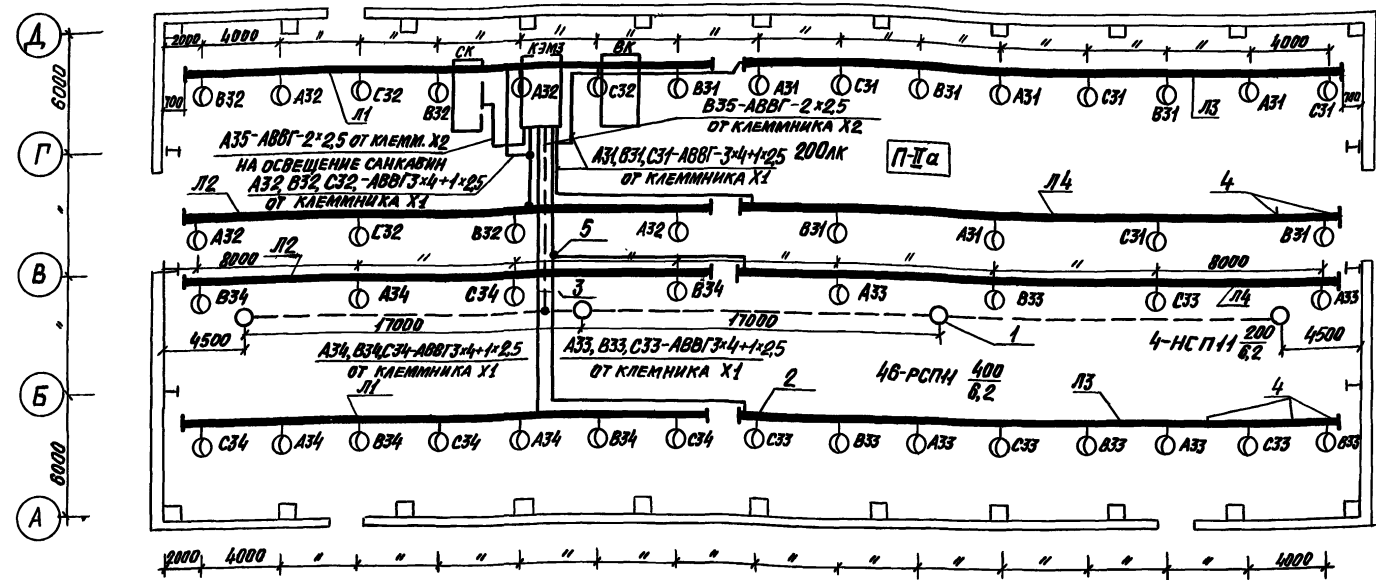 Д
2000 4000 " " " " " " " " " " " " 4000
6000
СК КЭМЗ ВК
В32 А32 С32 В32 А32 С32 В31 А31 С31 В31 А31 С31 В31 А31 С31
700 Л1 Л3 700
В35-АВВГ-2×2,5
ОТ КЛЕММНИКА Х2
А35-АВВГ-2×2,5 ОТ КЛЕММ. Х2
НА ОСВЕЩЕНИЕ САНКАБИН
А31, В31, С31-АВВГ-3×4+1×2,5 200ЛК
ОТ КЛЕММНИКА Х1
П-IIа
Г
А32, В32, С32,-АВВГ3×4+1×2,5
ОТ КЛЕММНИКА Х1
Л2 Л4 4
"
А32 С32 В32 А32 В31 А31 С31 В31
5
Л2
8000 " " " " " 8000
В
В34 А34 С34 В34 А33 В33 С33 А33
3 Л4
"
4500 17000 17000 1 4500
4-НСП11 200/6,2
А34, В34, С34-АВВГ3×4+1×2,5
ОТ КЛЕММНИКА Х1
А33, В33, С33-АВВГ3×4+1×2,5
ОТ КЛЕМНИКА Х1
46-РСП11 400/6,2
Б
Л1 2 Л3 4
С34 А34 В34 С34 А34 В34 С34 С33 В33 А33 С33 В33 А33 С33 В33
6000
А
2000 4000 " " " " " " " " " " " " 4000